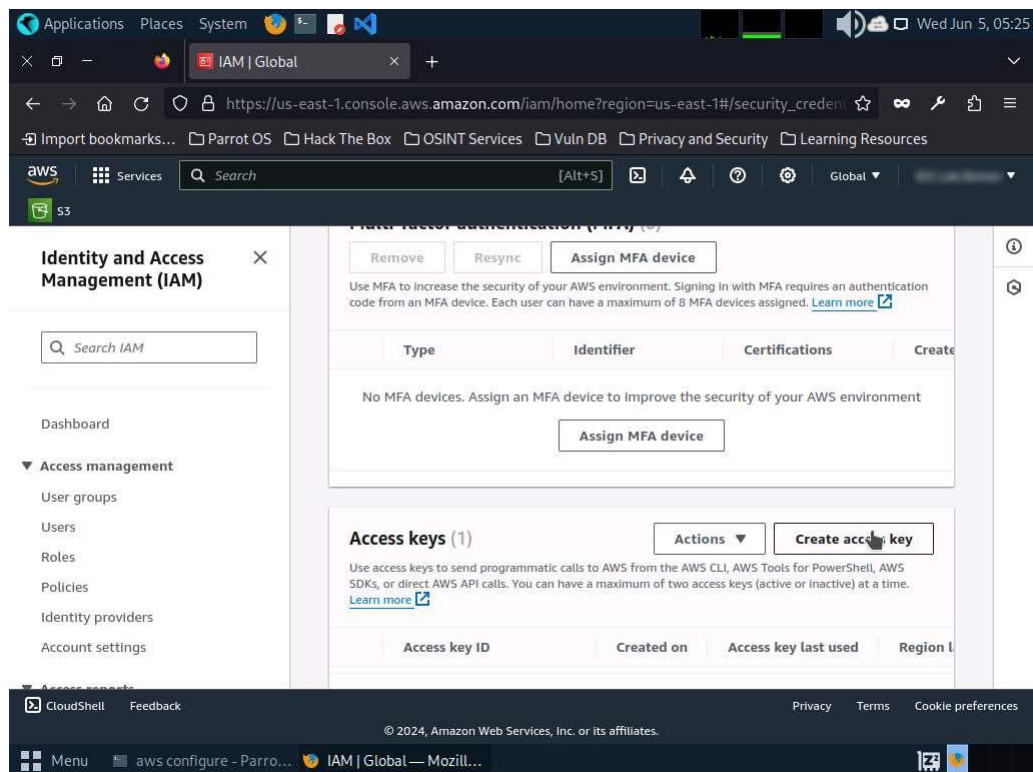 Applications Places System Wed Jun 5, 05:25
IAM | Global
https://us-east-1.console.aws.amazon.com/iam/home?region=us-east-1#/security_creden
Import bookmarks... Parrot OS Hack The Box OSINT Services Vuln DB Privacy and Security Learning Resources
aws Services Search [Alt+S] Global
S3
Identity and Access
Management (IAM)
Search IAM
Dashboard
Access management
User groups
Users
Roles
Policies
Identity providers
Account settings
Access reports
Multi-factor authentication (MFA) (0)
Remove Resync Assign MFA device
Use MFA to increase the security of your AWS environment. Signing in with MFA requires an authentication
code from an MFA device. Each user can have a maximum of 8 MFA devices assigned. Learn more
Type Identifier Certifications Create
No MFA devices. Assign an MFA device to improve the security of your AWS environment
Assign MFA device
Access keys (1) Actions Create access key
Use access keys to send programmatic calls to AWS from the AWS CLI, AWS Tools for PowerShell, AWS
SDKs, or direct AWS API calls. You can have a maximum of two access keys (active or inactive) at a time.
Learn more
Access key ID Created on Access key last used Region l
CloudShell Feedback Privacy Terms Cookie preferences
© 2024, Amazon Web Services, Inc. or its affiliates.
Menu aws configure - Parro... IAM | Global — Mozill...